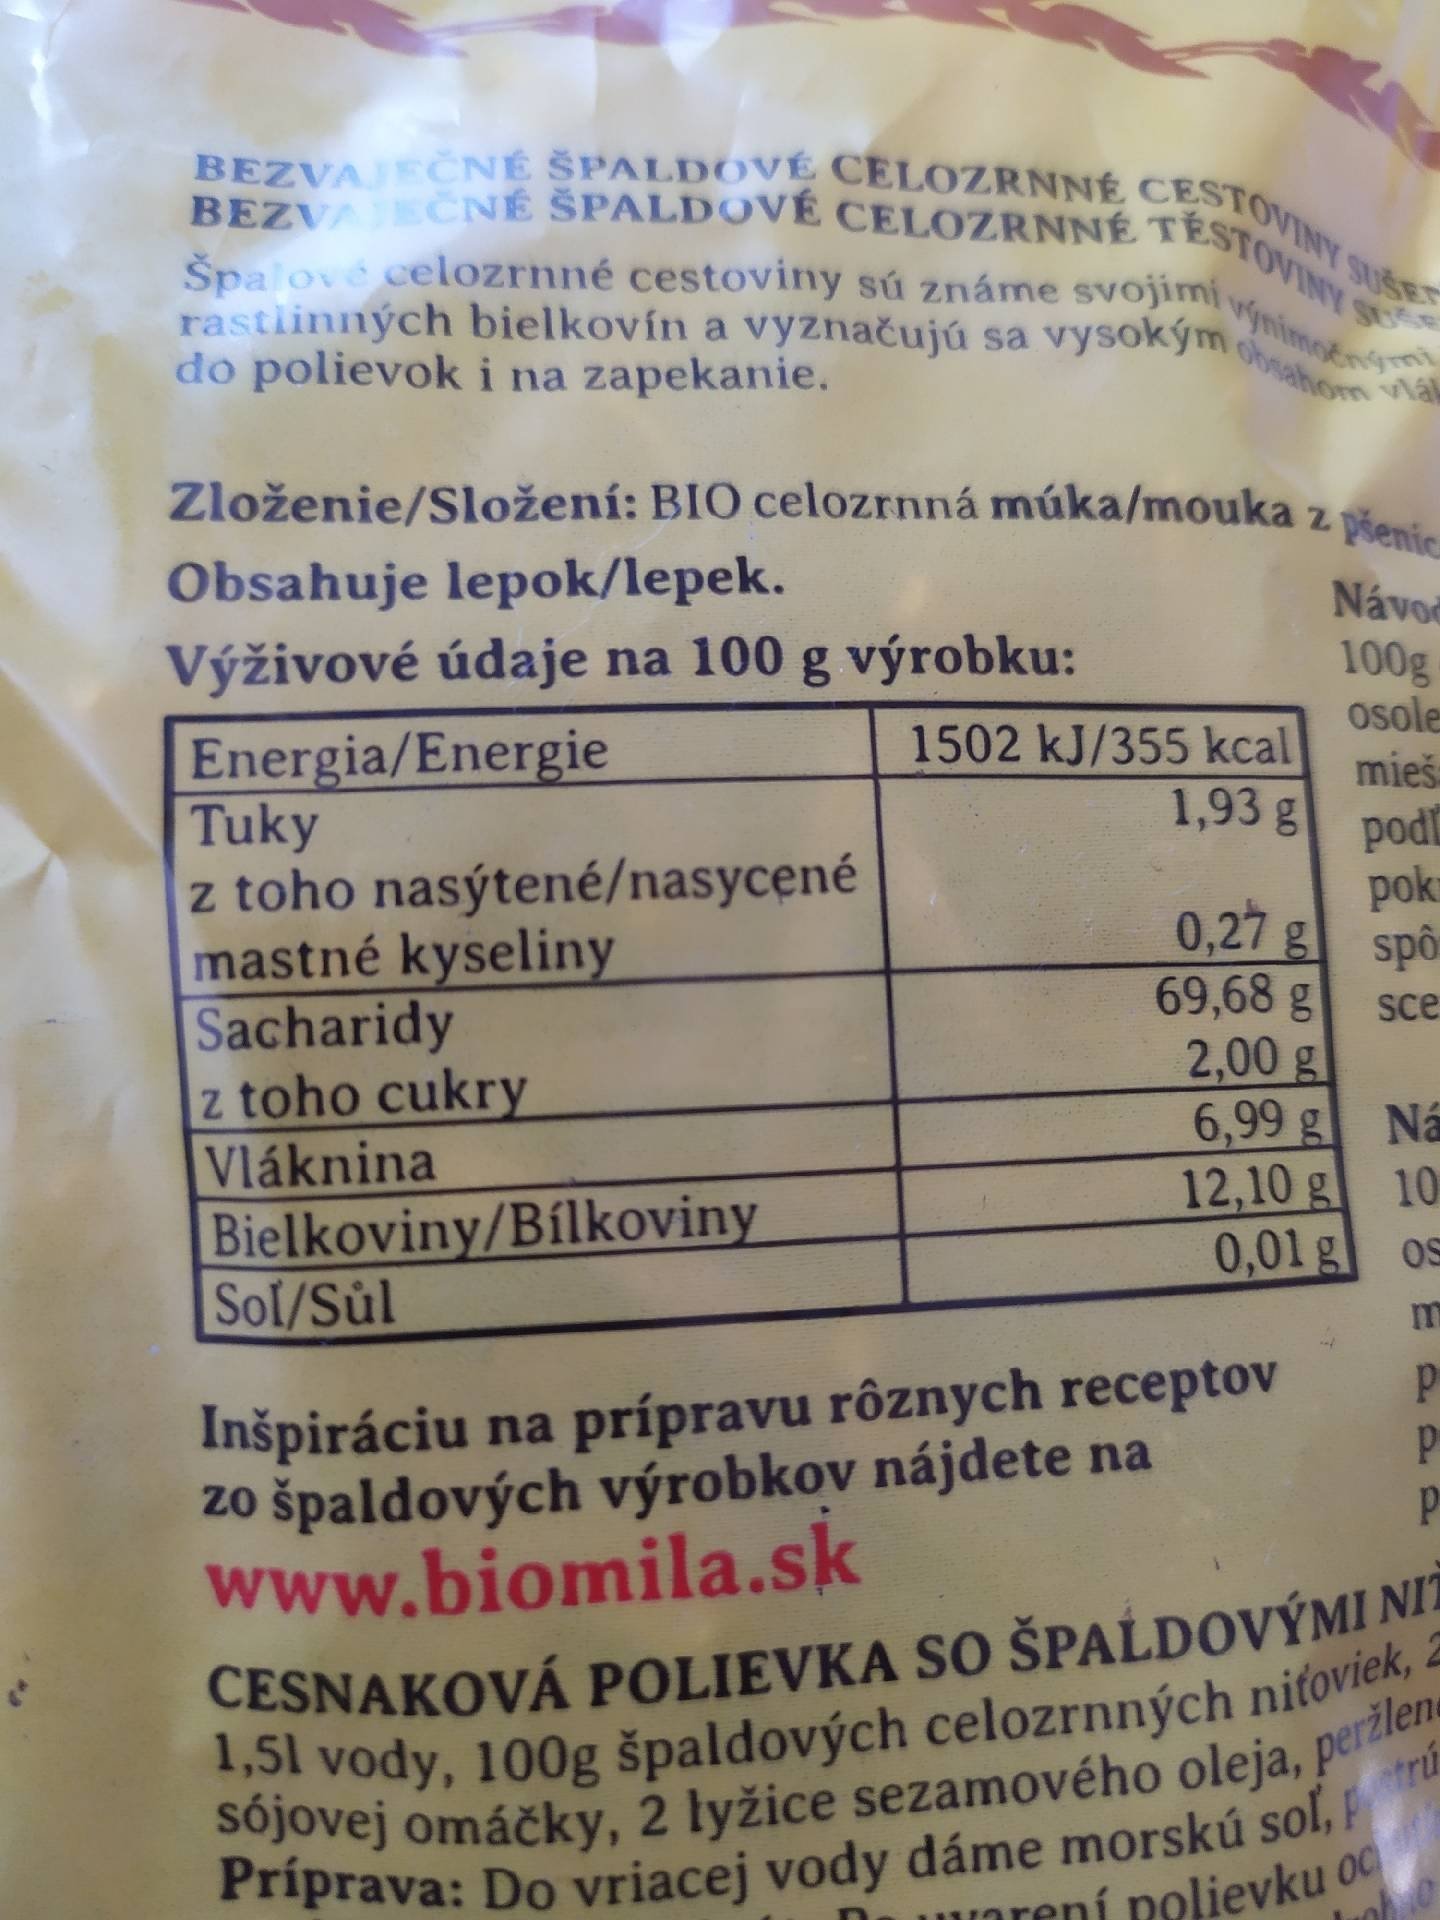 BEZVAJEČNÉ ŠPALDOVÉ CELOZRNNÉ CESTOVINY
BEZVAJEČNÉ ŠPALDOVÉ CELOZRNNÉ TĚSTOVINY
Špalové celozrnné cestoviny sú známe svojimi výnimočnými
rastlinných bielkovín a vyznačujú sa vysokým obsahom
do polievok i na zapekanie.
Zloženie/Složení: BIO celozrnná múka/mouka z
Obsahuje lepok/lepek.
Výživové údaje na 100 g výrobku:
Energia/Energie 1502 kJ/355 kcal
Tuky 1,93 g
z toho nasýtené/nasycené
mastné kyseliny 0,27 g
Sacharidy 69,68 g
z toho cukry 2,00 g
Vláknina 6,99 g
Bielkoviny/Bílkoviny 12,10 g
Soľ/Sůl 0,01 g
100g
Inšpiráciu na prípravu rôznych receptov
zo špaldových výrobkov nájdete na
www.biomila.sk
CESNAKOVÁ POLIEVKA SO ŠPALDOVÝMI
1,5l vody, 100g špaldových celozrnných niťoviek,
sójovej omáčky, 2 lyžice sezamového oleja,
Príprava: Do vriacej vody dáme morskú soľ,
polievku